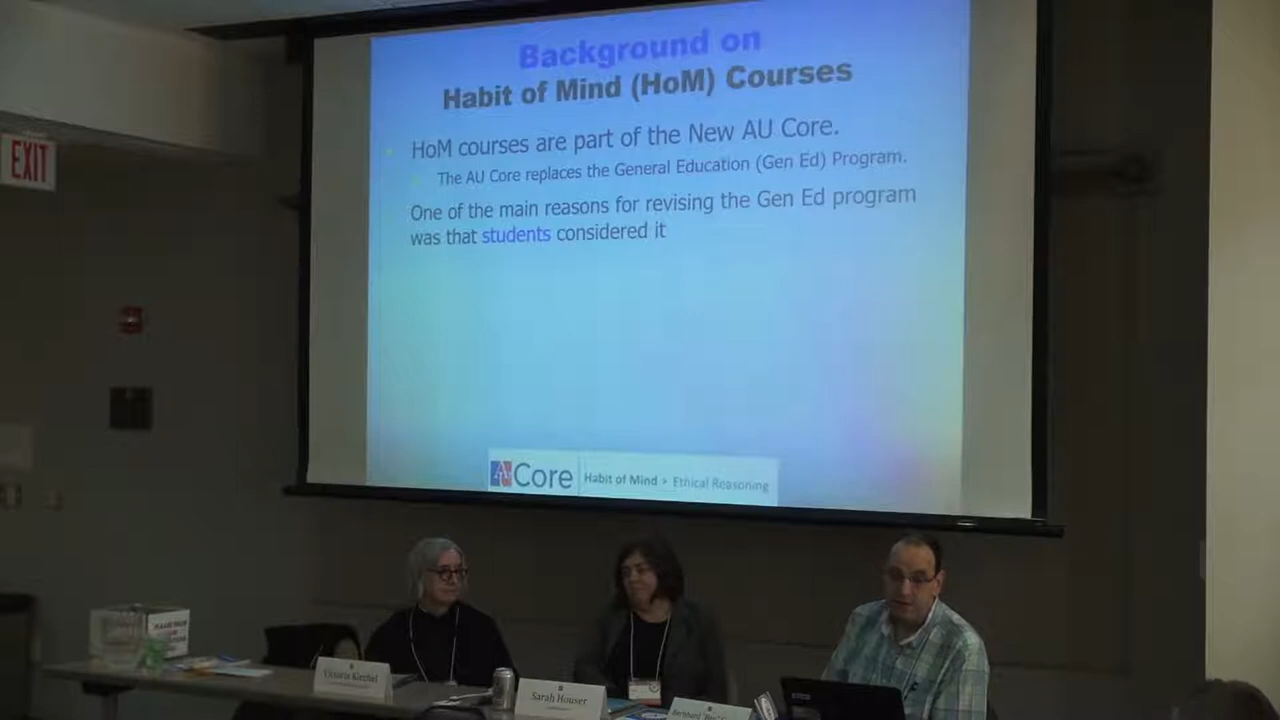 Background on
Habit of Mind (HoM) Courses
HoM courses are part of the New AU Core.
The AU Core replaces the General Education (Gen Ed) Program.
One of the main reasons for revising the Gen Ed program
was that students considered it
EXIT
AU Core Habit of Mind > Ethical Reasoning
Victoria Kiechel
Sarah Houser
Bernhard